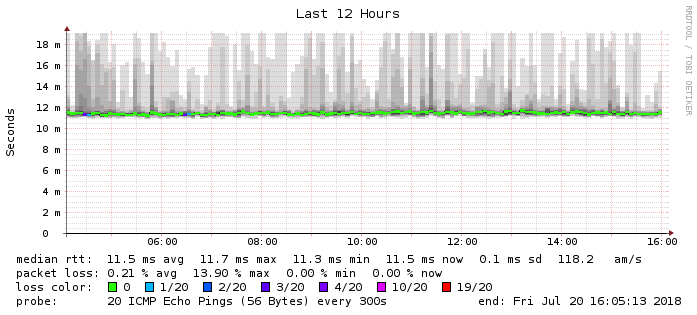 Last 12 Hours
RRDTOOL / TOBI OETIKER
Seconds
18 m
16 m
14 m
12 m
10 m
8 m
6 m
4 m
2 m
0
06:00 08:00 10:00 12:00 14:00 16:00
median rtt: 11.5 ms avg 11.7 ms max 11.3 ms min 11.5 ms now 0.1 ms sd 118.2 am/s
packet loss: 0.21 % avg 13.90 % max 0.00 % min 0.00 % now
loss color: 0 1/20 2/20 3/20 4/20 10/20 19/20
probe: 20 ICMP Echo Pings (56 Bytes) every 300s end: Fri Jul 20 16:05:13 2018